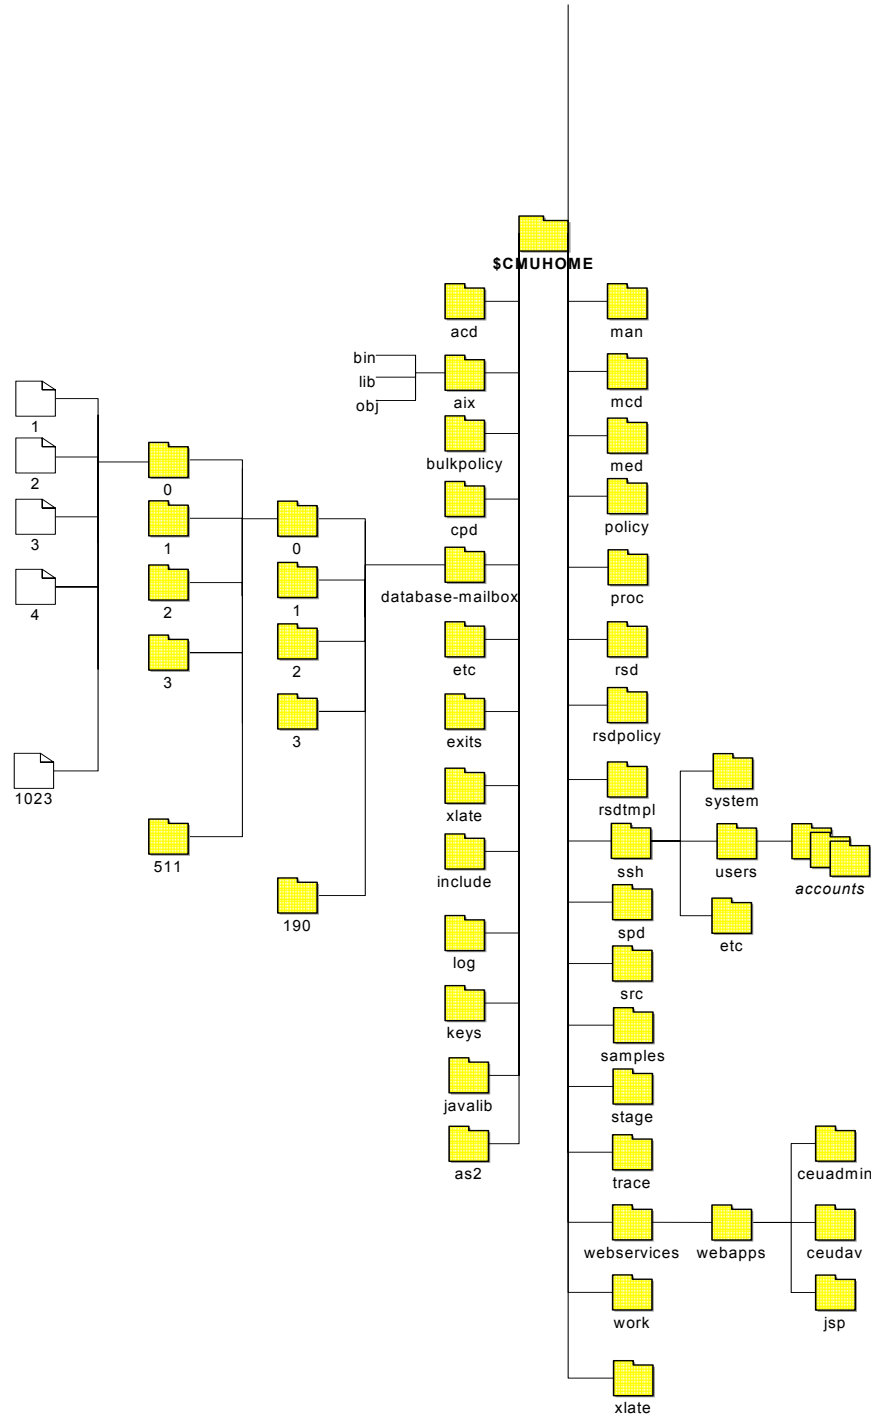 $CMUHOME
acd
man
bin
lib
obj
aix
mcd
1
bulkpolicy
med
2
0
cpd
policy
3
1
0
database-mailbox
proc
4
2
1
etc
rsd
3
2
exits
rsdpolicy
3
1023
xlate
rsdtmpl
system
511
include
ssh
users
accounts
190
log
spd
etc
keys
src
javalib
samples
as2
stage
trace
ceuadmin
webservices
webapps
ceudav
work
jsp
xlate